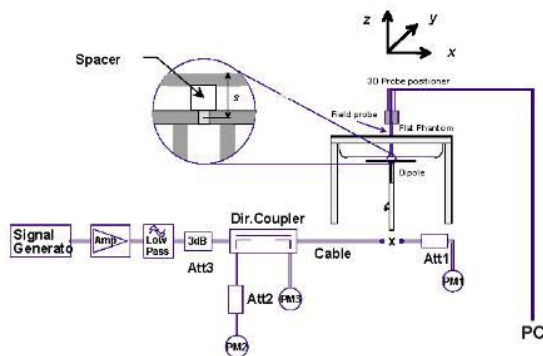 z
y
x
Spacer
s
3D Probe positioner
Field probe
Flat Phantom
Dipole
Dir.Coupler
Signal
Generato
Amp
Low
Pass
3dB
Cable
x
Att1
Att3
PM1
Att2
PM3
PM2
PC